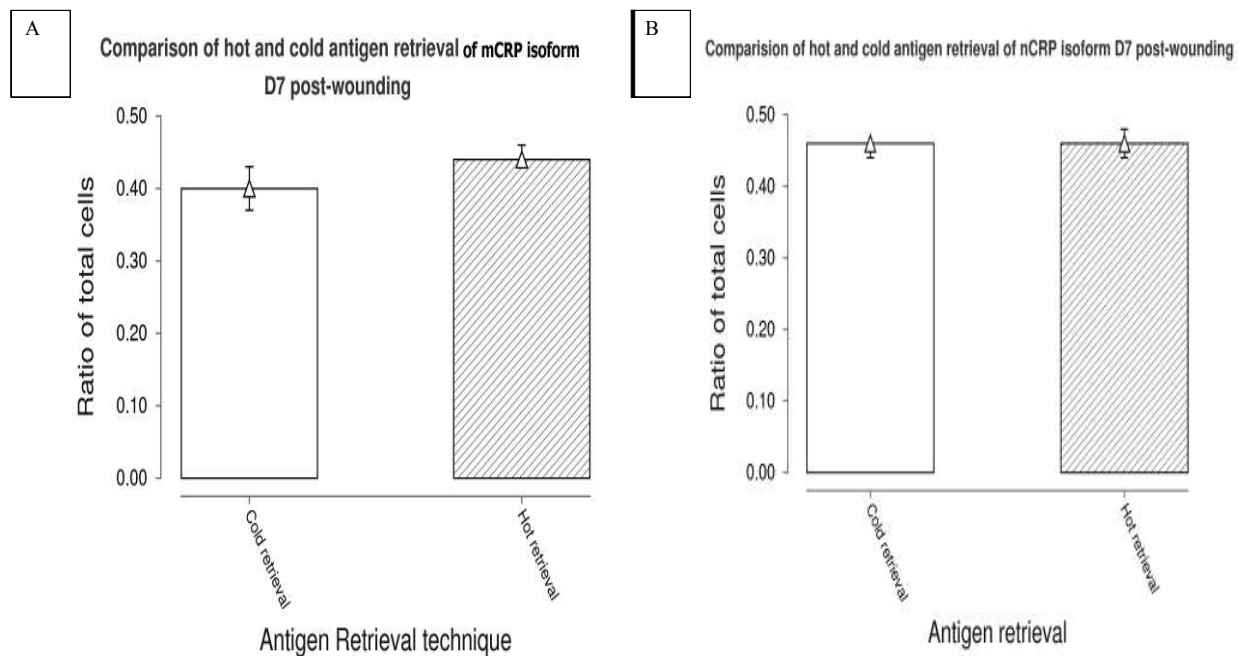 A
Comparison of hot and cold antigen retrieval of mCRP isoform
D7 post-wounding
0.50
0.40
0.30
0.20
0.10
0.00
Ratio of total cells
Cold retrieval
Hot retrieval
Antigen Retrieval technique
B
Comparision of hot and cold antigen retrieval of nCRP isoform D7 post-wounding
0.50
0.40
0.30
0.20
0.10
0.00
Ratio of total cells
Cold retrieval
Hot retrieval
Antigen retrieval